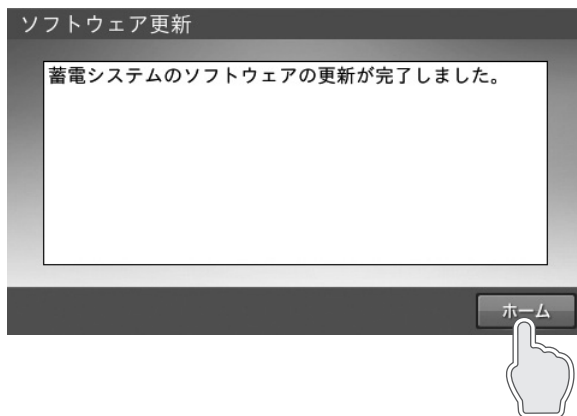 ソフトウェア更新
蓄電システムのソフトウェアの更新が完了しました。
ホーム